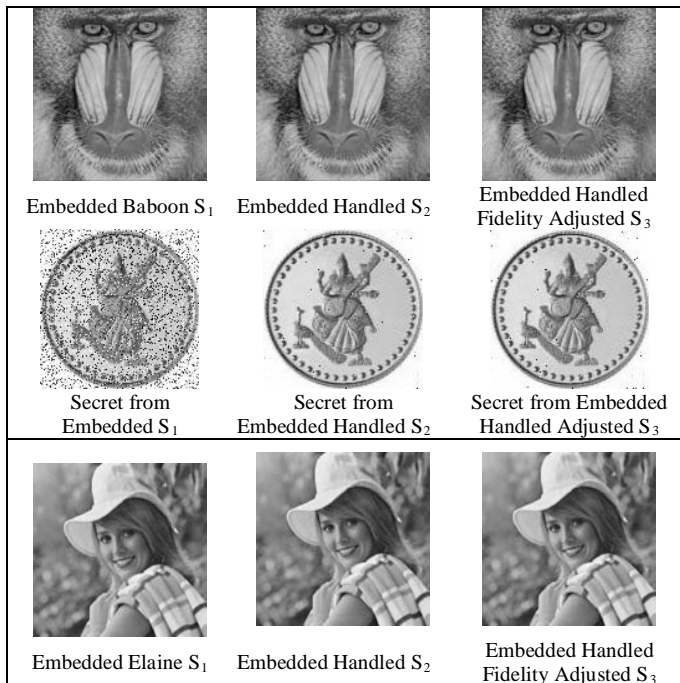 Embedded Baboon S₁
Embedded Handled S₂
Embedded Handled
Fidelity Adjusted S₃
Secret from
Embedded S₁
Secret from
Embedded Handled S₂
Secret from Embedded
Handled Adjusted S₃
Embedded Elaine S₁
Embedded Handled S₂
Embedded Handled
Fidelity Adjusted S₃